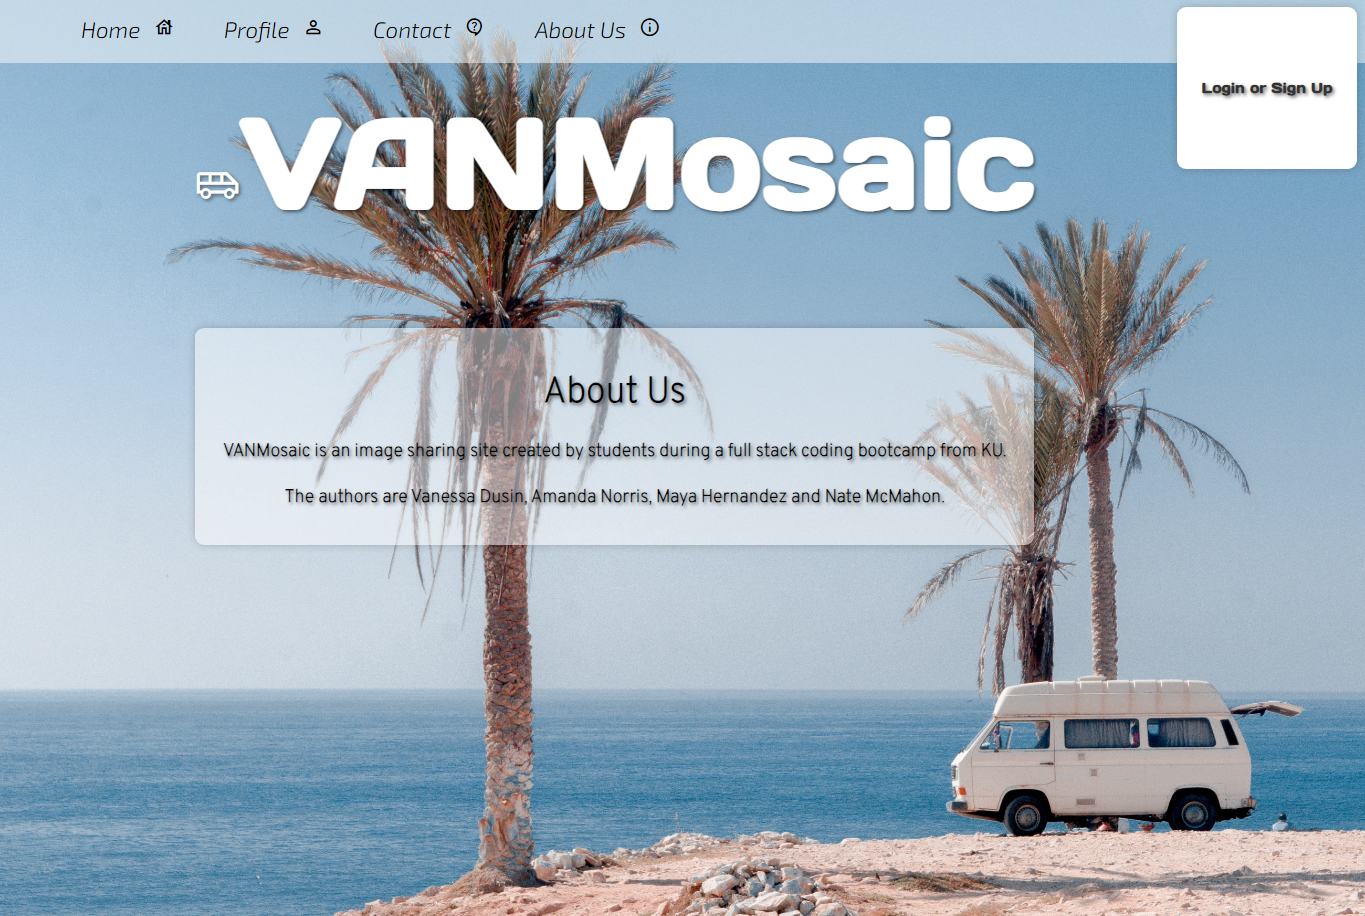 Home Profile Contact About Us
Login or Sign Up
VANMosaic
About Us
VANMosaic is an image sharing site created by students during a full stack coding bootcamp from KU.
The authors are Vanessa Dusin, Amanda Norris, Maya Hernandez and Nate McMahon.